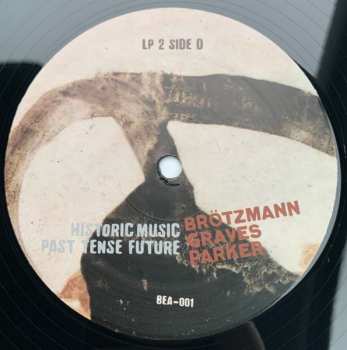 LP 2 SIDE D
HISTORIC MUSIC
PAST TENSE FUTURE
BRÖTZMANN
GRAVES
PARKER
BEA-001